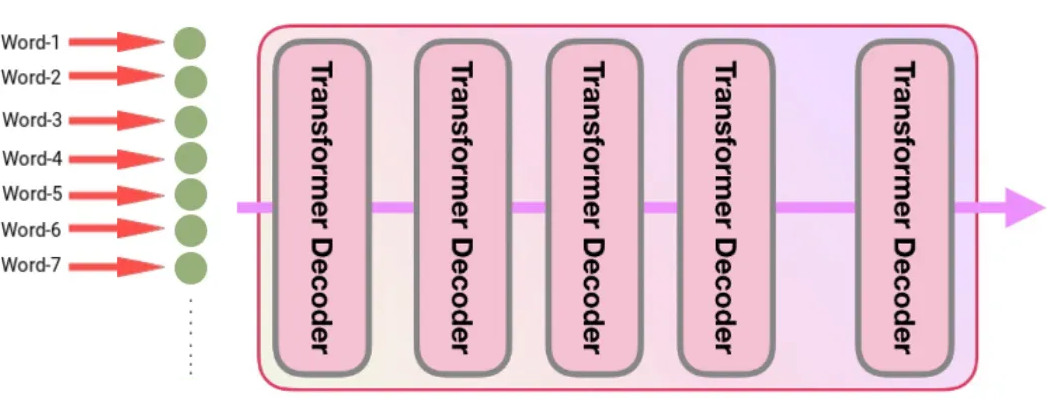 Word-1
Word-2
Word-3
Word-4
Word-5
Word-6
Word-7
Transformer Decoder
Transformer Decoder
Transformer Decoder
Transformer Decoder
Transformer Decoder